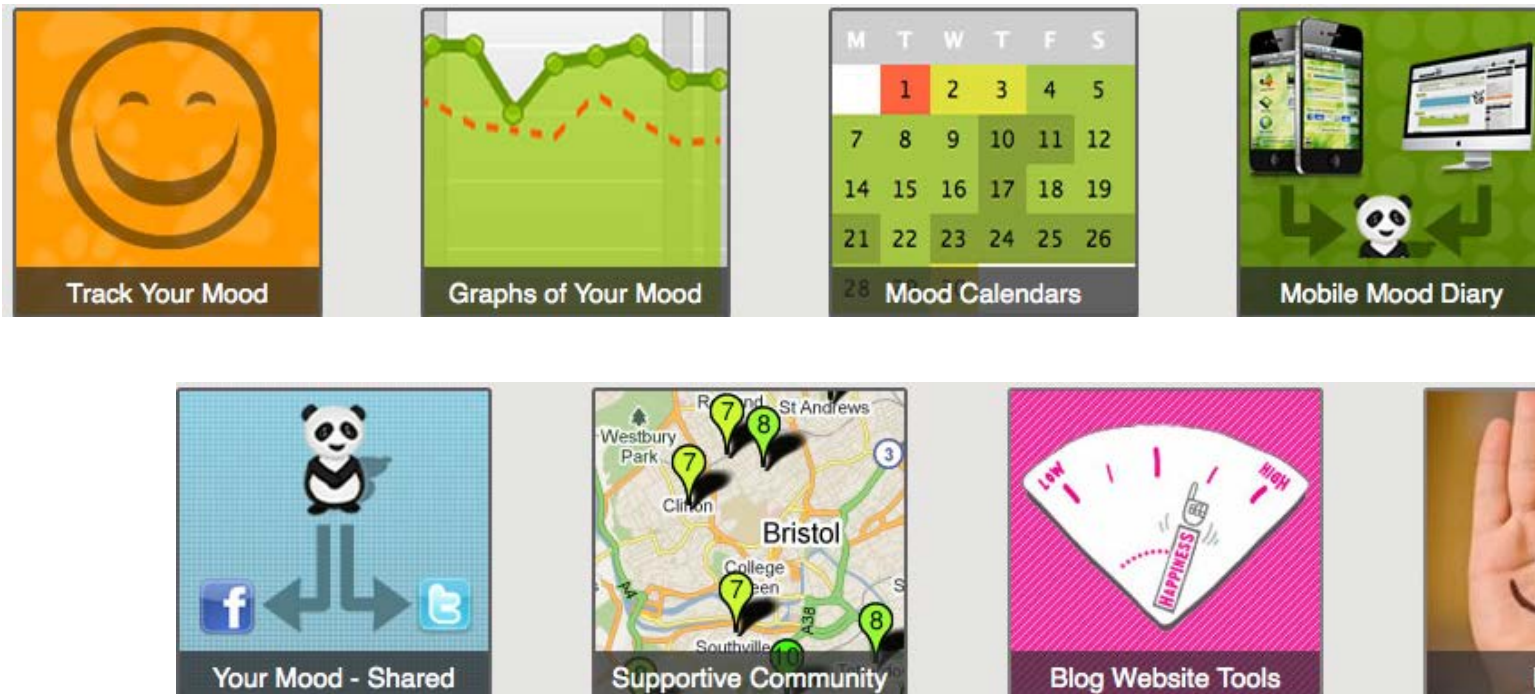 Track Your Mood
Graphs of Your Mood
M T W T F S
1 2 3 4 5
7 8 9 10 11 12
14 15 16 17 18 19
21 22 23 24 25 26
28
Mood Calendars
Mobile Mood Diary
f
t
Your Mood - Shared
St Andrews
7
8
Westbury
Park
7
3
Clifton
Bristol
College
7
A4
A38
8
Southville
10
Supportive Community
LOW
HIGH
HAPPINESS
Blog Website Tools